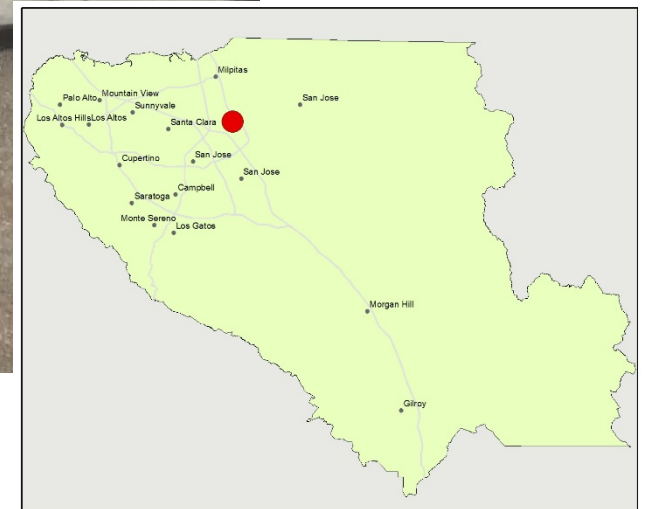 Milpitas
Palo Alto
Mountain View
San Jose
Sunnyvale
Los Altos Hills
Los Altos
Santa Clara
Cupertino
San Jose
San Jose
Saratoga
Campbell
Monte Sereno
Los Gatos
Morgan Hill
Gilroy